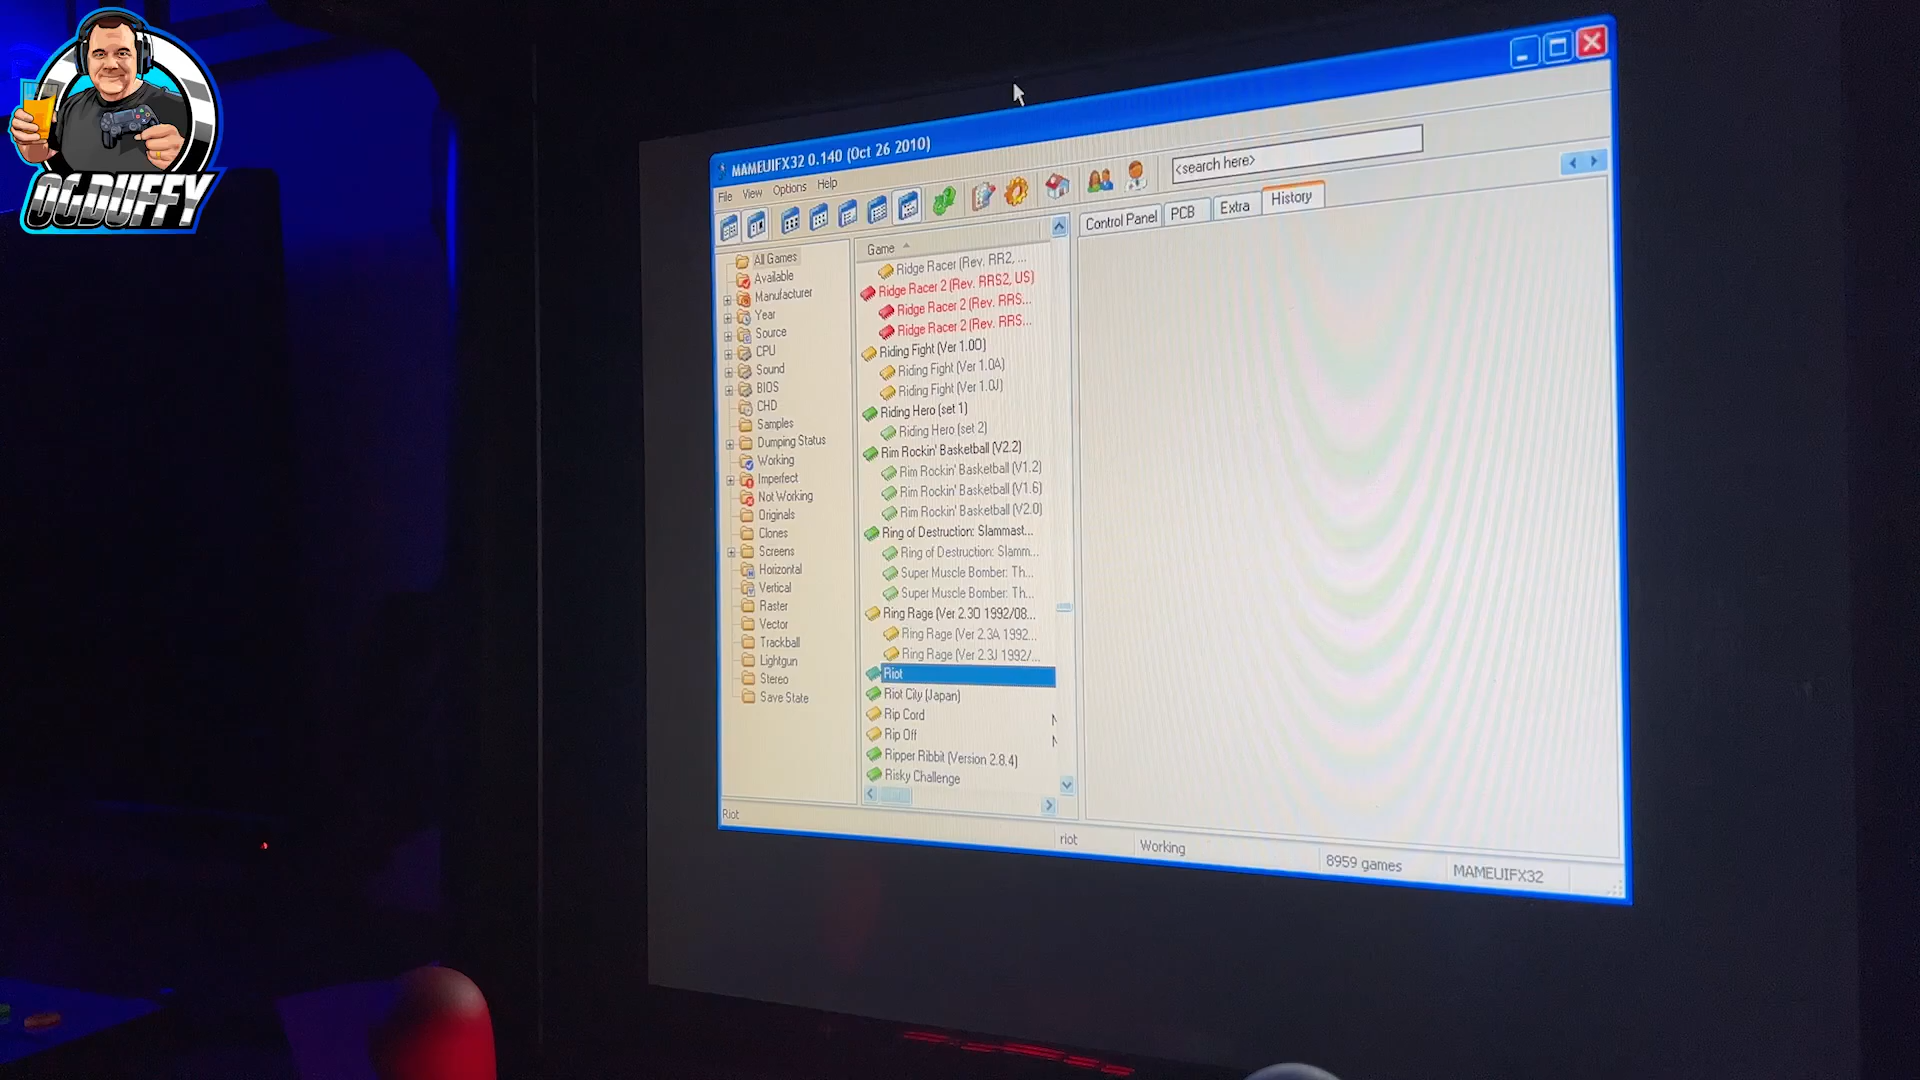 OGDUFFY
MAMEUIFX32 0.140 (Oct 26 2010)
File View Options Help
<search here>
Control Panel PCB Extra History
All Games
Available
Manufacturer
Year
Source
CPU
Sound
BIOS
CHD
Samples
Dumping Status
Working
Imperfect
Not Working
Originals
Clones
Screens
Horizontal
Vertical
Raster
Vector
Trackball
Lightgun
Stereo
Save State
Game
Ridge Racer (Rev. RR2, ...
Ridge Racer 2 (Rev. RRS2, US)
Ridge Racer 2 (Rev. RRS...
Ridge Racer 2 (Rev. RRS...
Riding Fight (Ver 1.0O)
Riding Fight (Ver 1.0A)
Riding Fight (Ver 1.0J)
Riding Hero (set 1)
Riding Hero (set 2)
Rim Rockin' Basketball (V2.2)
Rim Rockin' Basketball (V1.2)
Rim Rockin' Basketball (V1.6)
Rim Rockin' Basketball (V2.0)
Ring of Destruction: Slammast...
Ring of Destruction: Slamm...
Super Muscle Bomber: Th...
Super Muscle Bomber: Th...
Ring Rage (Ver 2.3O 1992/08...
Ring Rage (Ver 2.3A 1992...
Ring Rage (Ver 2.3J 1992/...
Riot
Riot City (Japan)
Rip Cord
Rip Off
Ripper Ribbit (Version 2.8.4)
Risky Challenge
Riot
riot
Working
8959 games
MAMEUIFX32